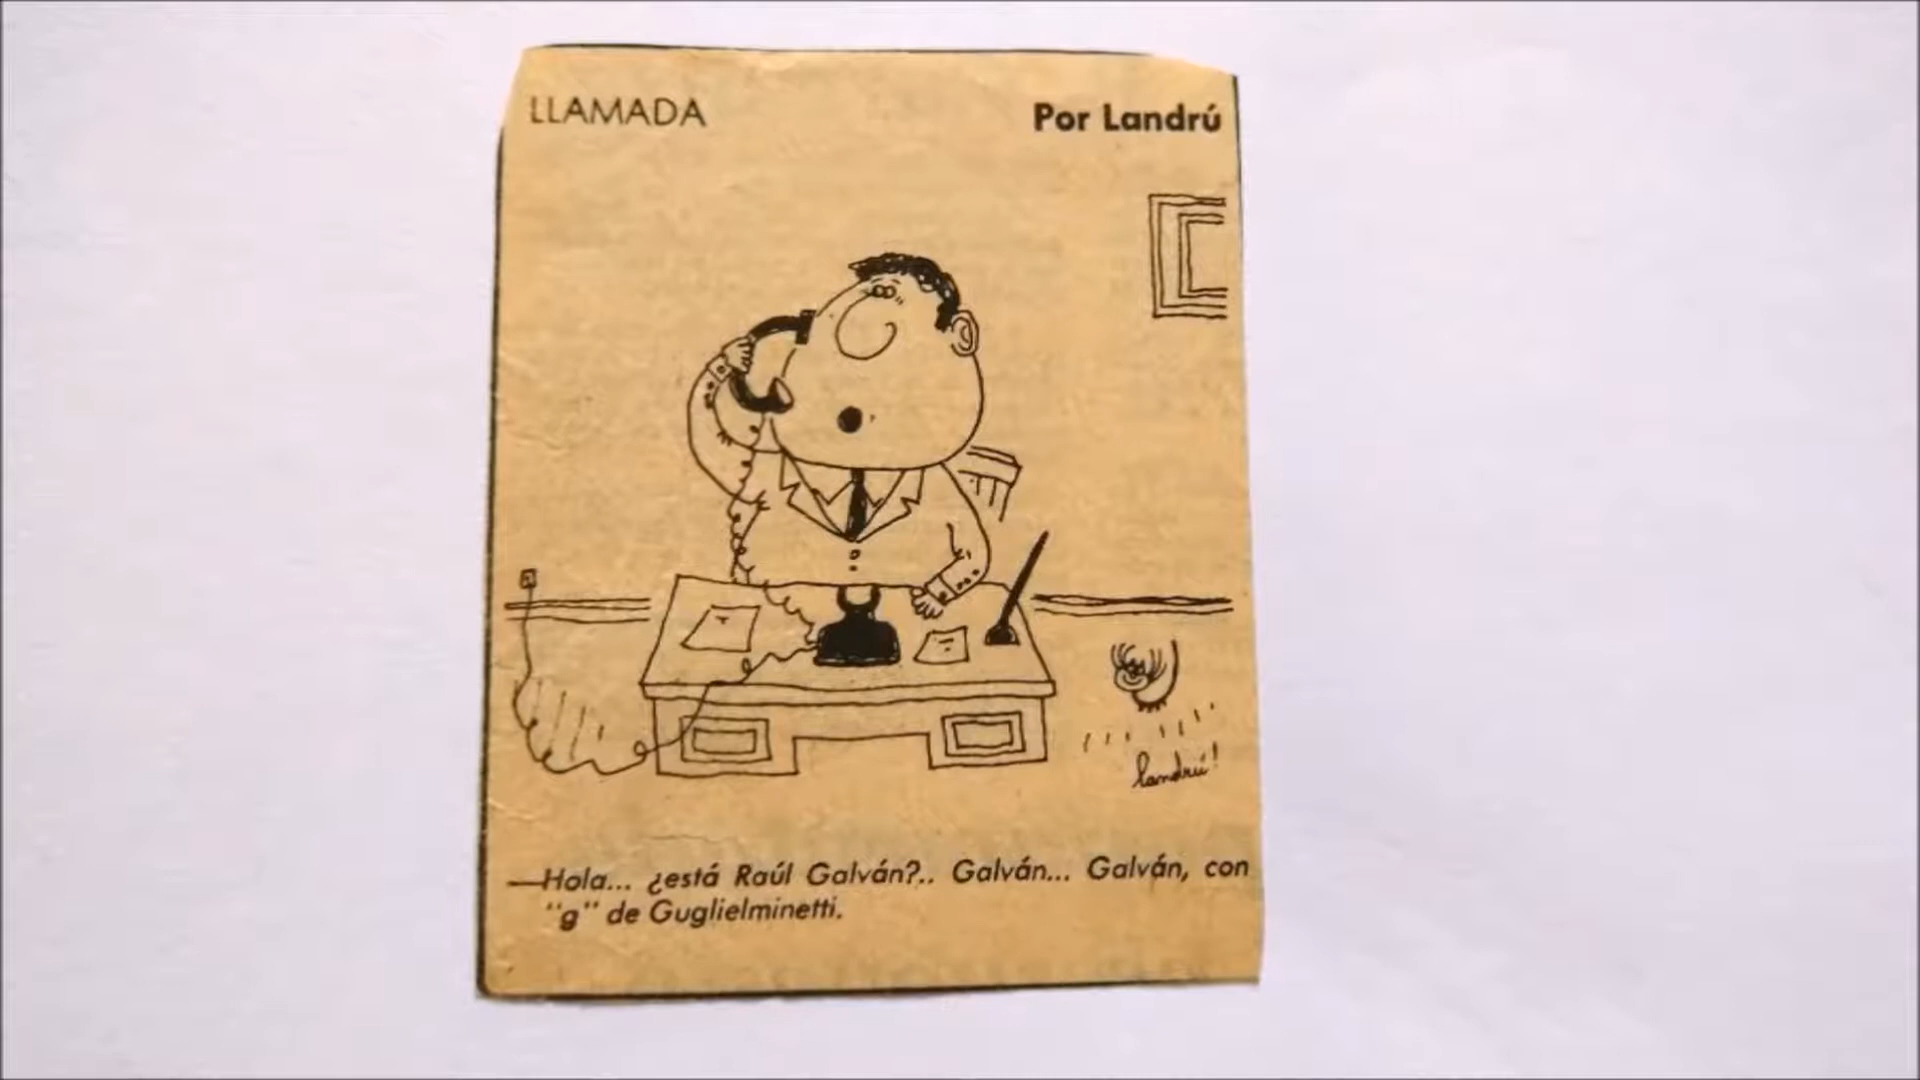 LLAMADA
Por Landrú
landrú!
—Hola... ¿está Raúl Galván?.. Galván... Galván, con
"g" de Guglielminetti.